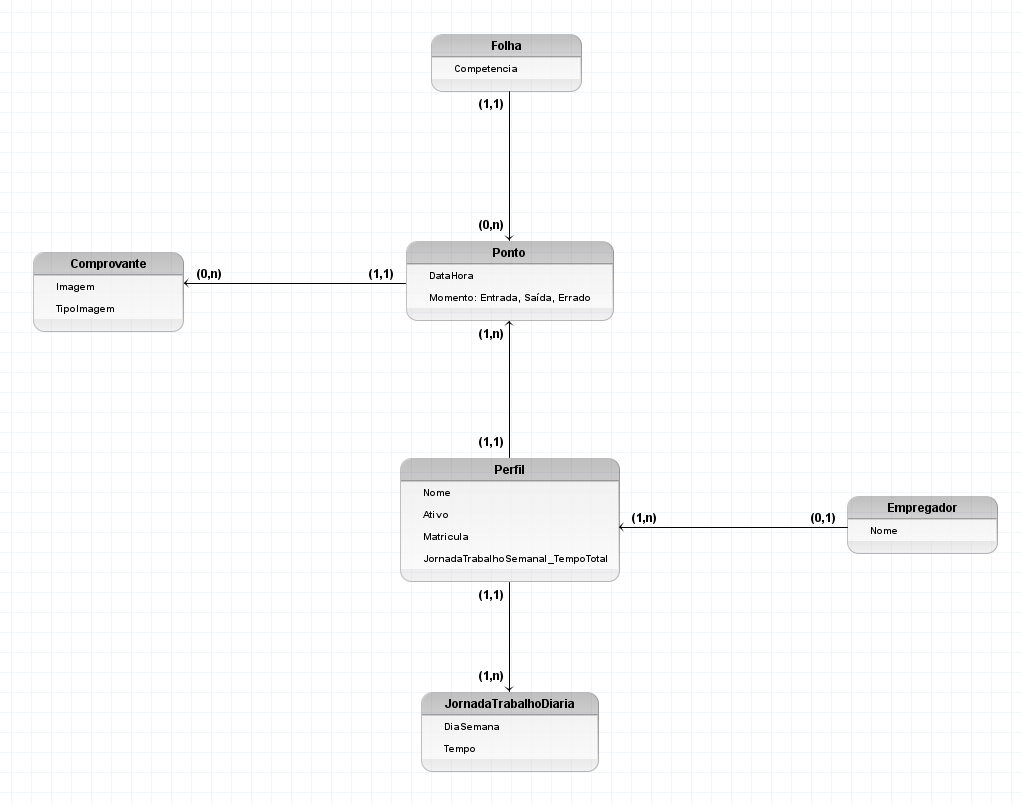 Folha
Competencia
(1,1)
(0,n)
Ponto
DataHora
Momento: Entrada, Saída, Errado
Comprovante
Imagem
TipoImagem
(0,n)
(1,1)
(1,n)
(1,1)
Perfil
Nome
Ativo
Matricula
JornadaTrabalhoSemanal_TempoTotal
(1,n)
(0,1)
Empregador
Nome
(1,1)
(1,n)
JornadaTrabalhoDiaria
DiaSemana
Tempo